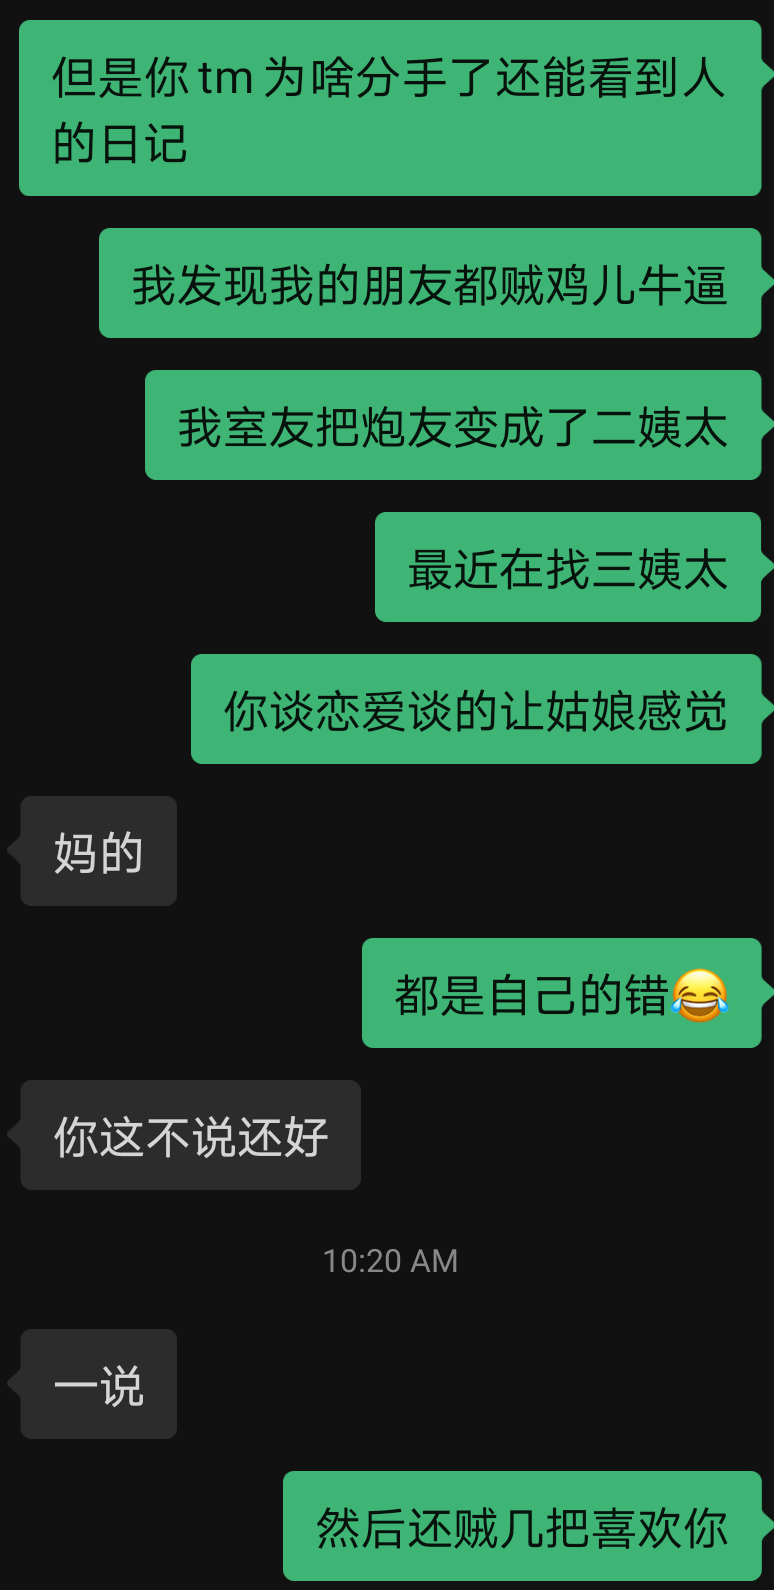 但是你tm为啥分手了还能看到人
的日记
我发现我的朋友都贼鸡儿牛逼
我室友把炮友变成了二姨太
最近在找三姨太
你谈恋爱谈的让姑娘感觉
妈的
都是自己的错😂
你这不说还好
10:20 AM
一说
然后还贼几把喜欢你